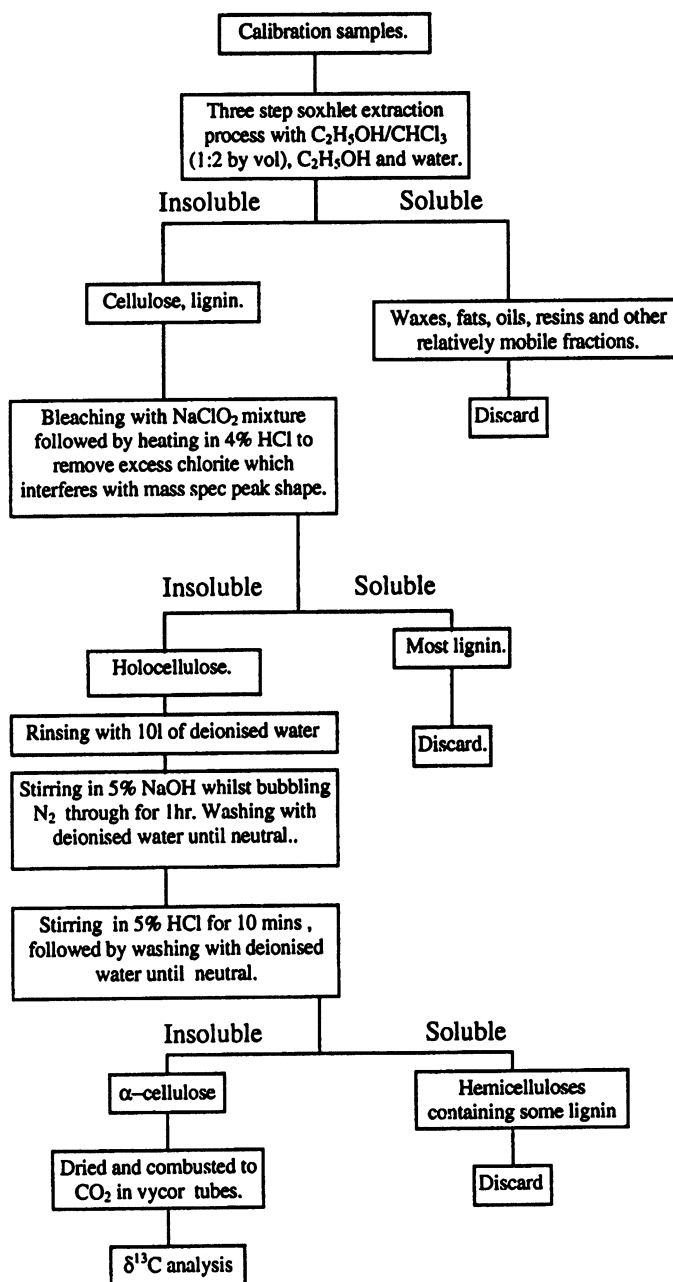 Calibration samples.
Three step soxhlet extraction
process with C₂H₅OH/CHCl₃
(1:2 by vol), C₂H₅OH and water.
Insoluble
Soluble
Cellulose, lignin.
Waxes, fats, oils, resins and other
relatively mobile fractions.
Discard
Bleaching with NaClO₂ mixture
followed by heating in 4% HCl to
remove excess chlorite which
interferes with mass spec peak shape.
Insoluble
Soluble
Holocellulose.
Most lignin.
Discard.
Rinsing with 10l of deionised water
Stirring in 5% NaOH whilst bubbling
N₂ through for 1hr. Washing with
deionised water until neutral..
Stirring in 5% HCl for 10 mins ,
followed by washing with deionised
water until neutral.
Insoluble
Soluble
α–cellulose
Hemicelluloses
containing some lignin
Discard
Dried and combusted to
CO₂ in vycor tubes.
δ¹³C analysis